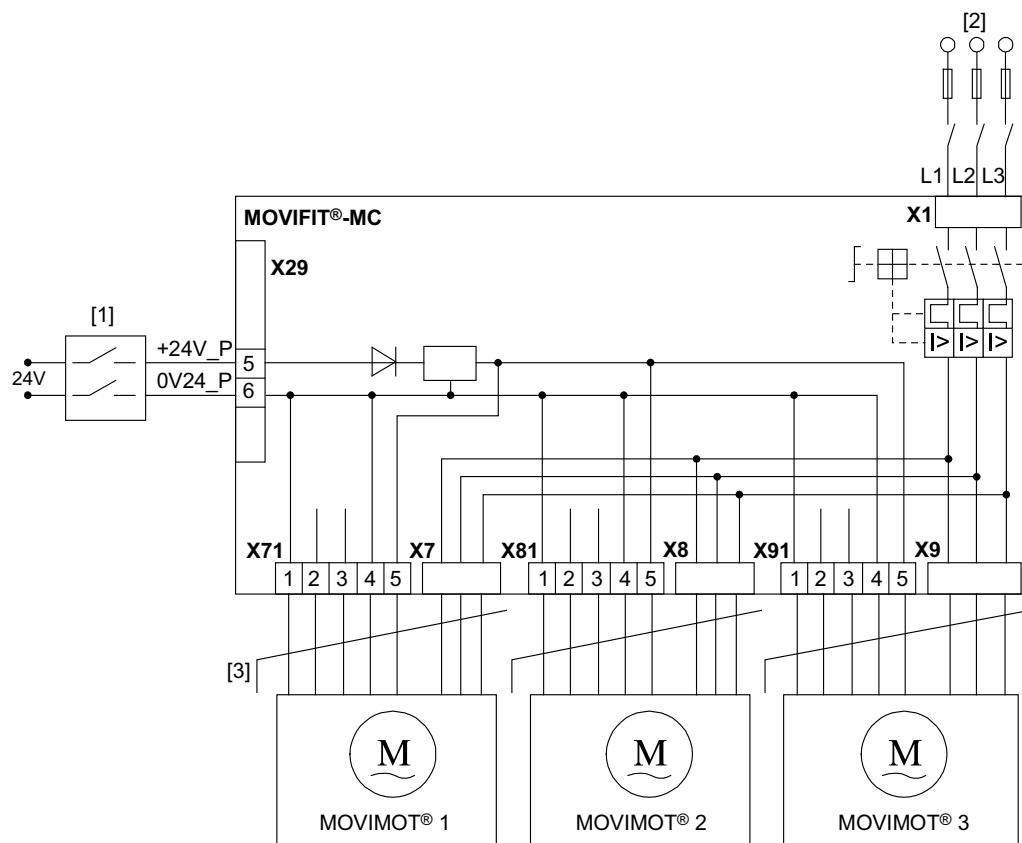 [2]
L1 L2 L3
MOVIFIT®-MC
X1
X29
[1]
I> I> I>
+24V_P
5
24V
0V24_P
6
X71
X7
X81
X8
X91
X9
1 2 3 4 5
1 2 3 4 5
1 2 3 4 5
[3]
M
M
M
MOVIMOT® 1
MOVIMOT® 2
MOVIMOT® 3